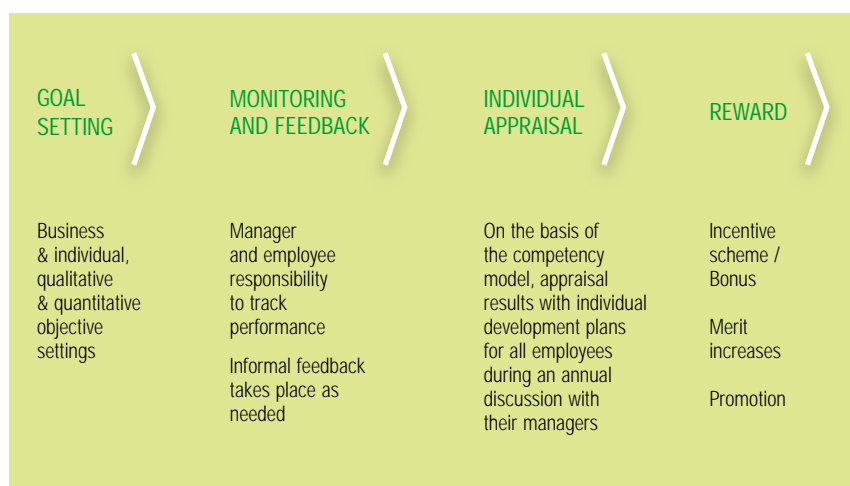 GOAL
SETTING
Business
& individual,
qualitative
& quantitative
objective
settings
MONITORING
AND FEEDBACK
Manager
and employee
responsibility
to track
performance
Informal feedback
takes place as
needed
INDIVIDUAL
APPRAISAL
On the basis of
the competency
model, appraisal
results with individual
development plans
for all employees
during an annual
discussion with
their managers
REWARD
Incentive
scheme /
Bonus
Merit
increases
Promotion